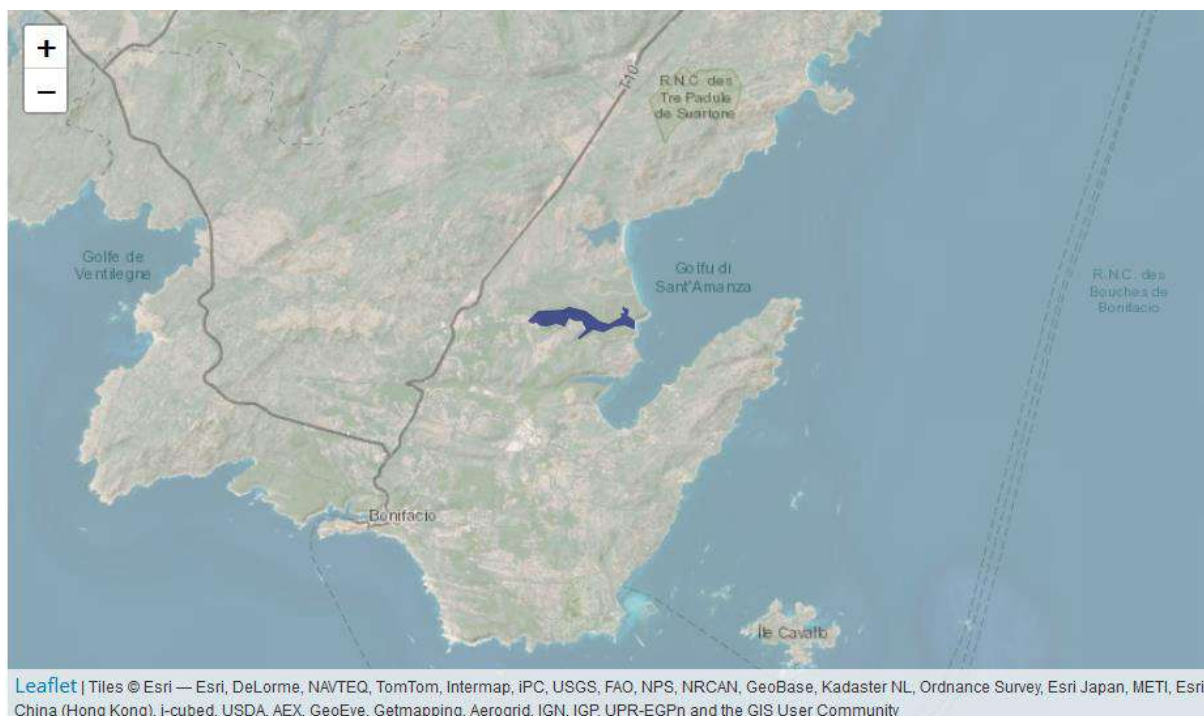 +
−
T10
R.N.C. des
Tre Padule
de Suartone
Golfe de
Ventilegne
Golfu di
Sant'Amanza
R.N.C. des
Bouches de
Bonifacio
Bonifacio
Île Cavallo
Leaflet | Tiles © Esri — Esri, DeLorme, NAVTEQ, TomTom, Intermap, iPC, USGS, FAO, NPS, NRCAN, GeoBase, Kadaster NL, Ordnance Survey, Esri Japan, METI, Esri
China (Hong Kong), i-cubed, USDA, AEX, GeoEye, Getmapping, Aerogrid, IGN, IGP, UPR-EGPn and the GIS User Community